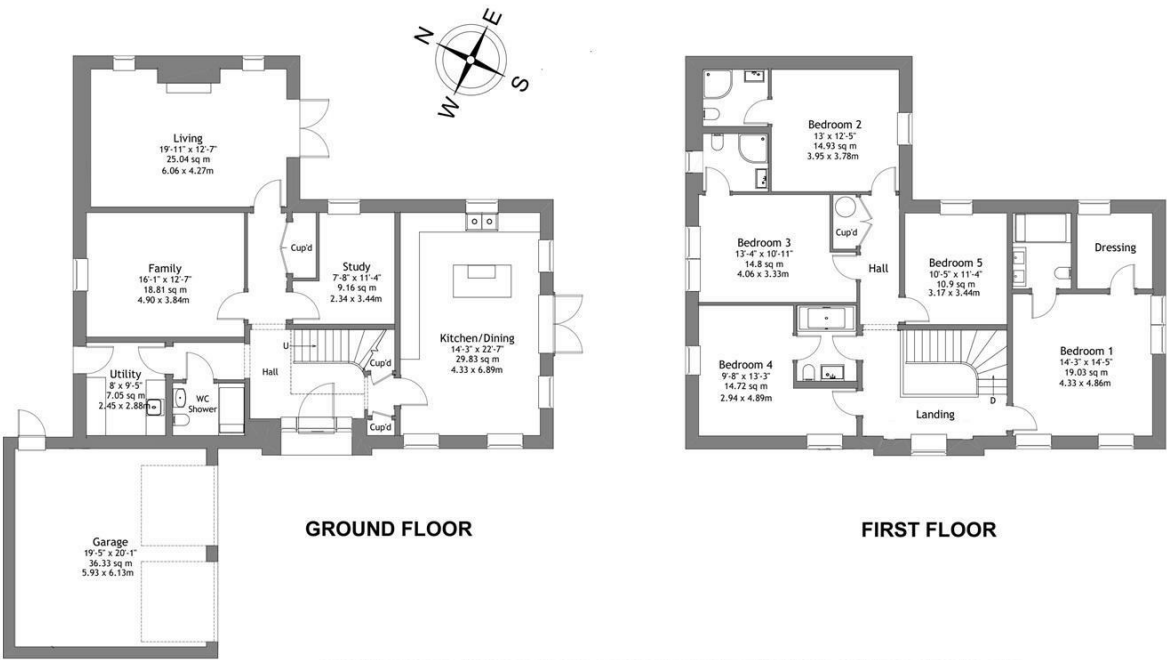 N
E
S
W
Living
19'-11" x 12'-7"
25.04 sq m
6.06 x 4.27m
Family
16'-1" x 12'-7"
18.81 sq m
4.90 x 3.84m
Cup'd
Study
7'-8" x 11'-4"
9.16 sq m
2.34 x 3.44m
Kitchen/Dining
14'-3" x 22'-7"
29.83 sq m
4.33 x 6.89m
U
Hall
Cup'd
Cup'd
Utility
8' x 9'-5"
7.05 sq m
2.45 x 2.88m
WC
Shower
Garage
19'-5" x 20'-1"
36.33 sq m
5.93 x 6.13m
GROUND FLOOR
Bedroom 2
13' x 12'-5"
14.93 sq m
3.95 x 3.78m
Bedroom 3
13'-4" x 10'-11"
14.8 sq m
4.06 x 3.33m
Cup'd
Hall
Bedroom 5
10'-5" x 11'-4"
10.9 sq m
3.17 x 3.44m
Dressing
Bedroom 4
9'-8" x 13'-3"
14.72 sq m
2.94 x 4.89m
Bedroom 1
14'-3" x 14'-5"
19.03 sq m
4.33 x 4.86m
D
Landing
FIRST FLOOR